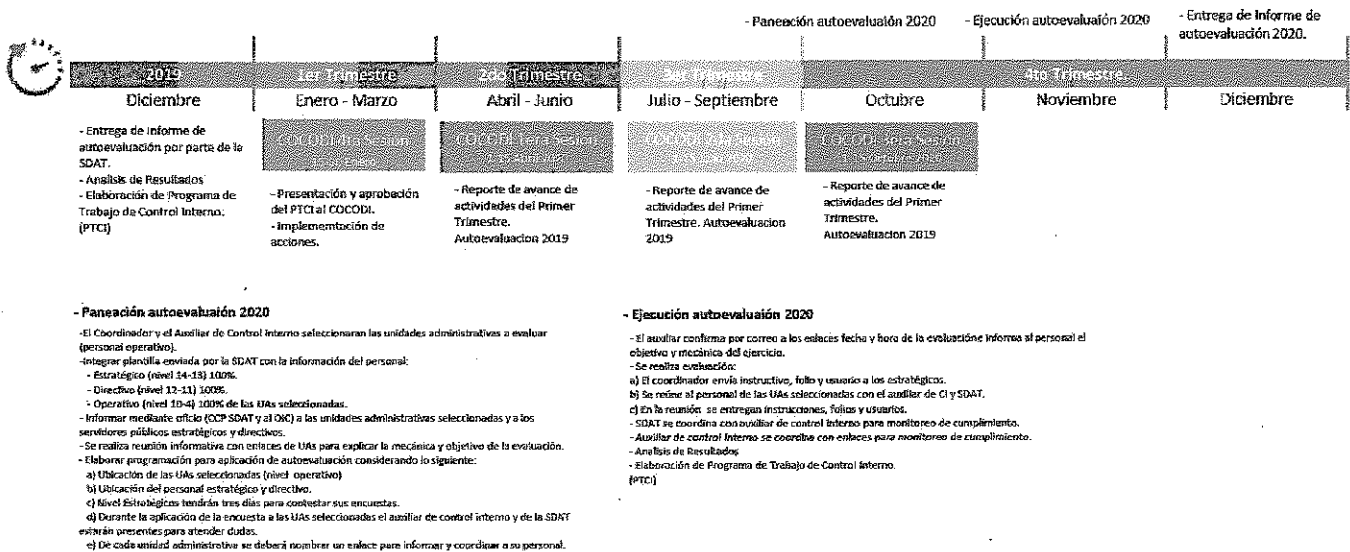 - Paneación autoevaluaión 2020
- Ejecución autoevaluaión 2020
- Entrega de Informe de
autoevaluación 2020.
2019
1er Trimestre
2do Trimestre
3er Trimestre
4to Trimestre
Diciembre
Enero - Marzo
Abril - Junio
Julio - Septiembre
Octubre
Noviembre
Diciembre
- Entrega de Informe de
autoevaluación por parte de la
SDAT.
- Analisis de Resultados
- Elaboración de Programa de
Trabajo de Control Interno.
(PTCI)
COCODI Sesión
Enero
- Presentación y aprobación
del PTCI al COCODI.
- Implementación de
acciones.
COCODI Sesión
- Reporte de avance de
actividades del Primer
Trimestre.
Autoevaluacion 2019
- Reporte de avance de
actividades del Primer
Trimestre. Autoevaluacion
2019
COCODI Sesión
- Reporte de avance de
actividades del Primer
Trimestre.
Autoevaluacion 2019
- Paneación autoevaluaión 2020
-El Coordinador y el Auxiliar de Control Interno seleccionaran las unidades administrativas a evaluar
(personal operativo).
-Integrar plantilla enviada por la SDAT con la información del personal:
- Estratégico (nivel 14-13) 100%.
- Directivo (nivel 12-11) 100%.
- Operativo (nivel 10-4) 100% de las UAs seleccionadas.
- Informar mediante oficio (CCP SDAT y al OIC) a las unidades administrativas seleccionadas y a los
servidores públicos estratégicos y directivos.
- Se realiza reunión informativa con enlaces de UAs para explicar la mecánica y objetivo de la evaluación.
- Elaborar programación para aplicación de autoevaluación considerando lo siguiente:
a) Ubicación de las UAs seleccionadas (nivel operativo)
b) Ubicación del personal estratégico y directivo.
c) Nivel Estratégicos tendrán tres días para contestar sus encuestas.
d) Durante la aplicación de la encuesta a las UAs seleccionadas el auxiliar de control interno y de la SDAT
estarán presentes para atender dudas.
e) De cada unidad administrativa se deberá nombrar un enlace para informar y coordinar a su personal.
- Ejecución autoevaluaión 2020
- El auxiliar confirma por correo a los enlaces fecha y hora de la evaluacióne informa al personal el
objetivo y mecánica del ejercicio.
- Se realiza evaluación:
a) El coordinador envía instructivo, folio y usuario a los estratégicos.
b) Se reúne al personal de las UAs seleccionadas con el auxiliar de CI y SDAT.
c) En la reunión se entregan instrucciones, folios y usuarios.
- SDAT se coordina con auxiliar de control interno para monitoreo de cumplimiento.
- Auxiliar de control interno se coordina con enlaces para monitoreo de cumplimiento.
- Analisis de Resultados
- Elaboración de Programa de Trabajo de Control Interno.
(PTCI)